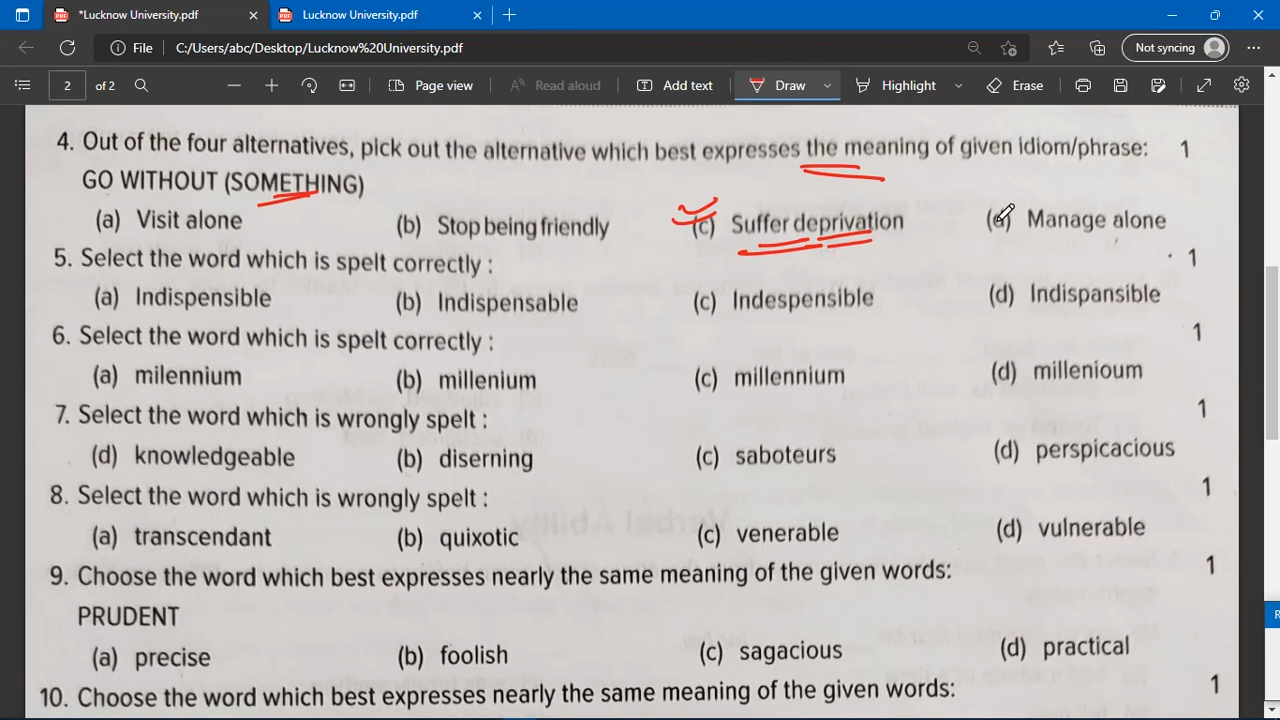 *Lucknow University.pdf
Lucknow University.pdf
File C:/Users/abc/Desktop/Lucknow%20University.pdf Not syncing
2 of 2 Page view Read aloud Add text Draw Highlight Erase
4. Out of the four alternatives, pick out the alternative which best expresses the meaning of given idiom/phrase: 1
GO WITHOUT (SOMETHING)
(a) Visit alone (b) Stop being friendly (c) Suffer deprivation (d) Manage alone
5. Select the word which is spelt correctly : 1
(a) Indispensible (b) Indispensable (c) Indespensible (d) Indispansible
6. Select the word which is spelt correctly : 1
(a) milennium (b) millenium (c) millennium (d) millenioum
7. Select the word which is wrongly spelt : 1
(d) knowledgeable (b) diserning (c) saboteurs (d) perspicacious
8. Select the word which is wrongly spelt : 1
(a) transcendant (b) quixotic (c) venerable (d) vulnerable
9. Choose the word which best expresses nearly the same meaning of the given words: 1
PRUDENT
(a) precise (b) foolish (c) sagacious (d) practical
10. Choose the word which best expresses nearly the same meaning of the given words: 1